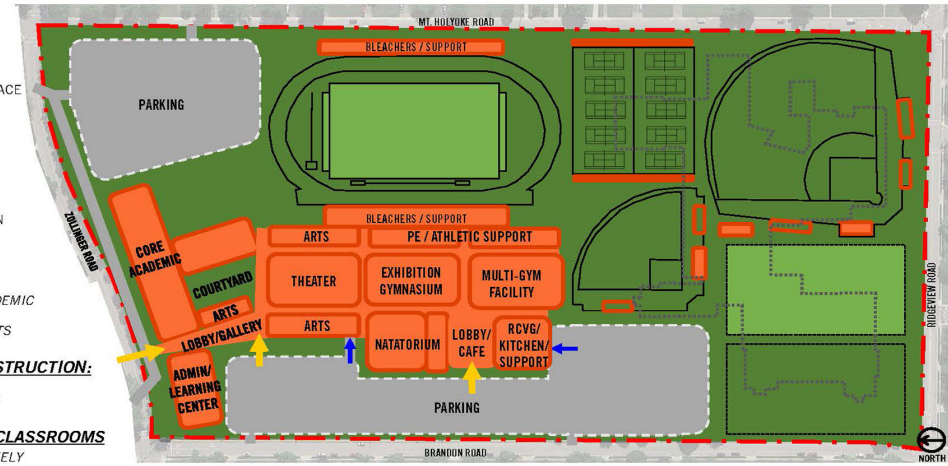 MT. HOLYOKE ROAD
BLEACHERS / SUPPORT
ACE
PARKING
N
ZOLLINGER ROAD
CORE
ACADEMIC
BLEACHERS / SUPPORT
ARTS
PE / ATHLETIC SUPPORT
COURTYARD
THEATER
EXHIBITION
GYMNASIUM
MULTI-GYM
FACILITY
RIDGEVIEW ROAD
DEMIC
ARTS
TS
LOBBY/GALLERY
ARTS
NATATORIUM
LOBBY/
CAFE
RCVG/
KITCHEN/
SUPPORT
STRUCTION:
ADMIN/
LEARNING
CENTER
PARKING
CLASSROOMS
ELY
BRANDON ROAD
NORTH